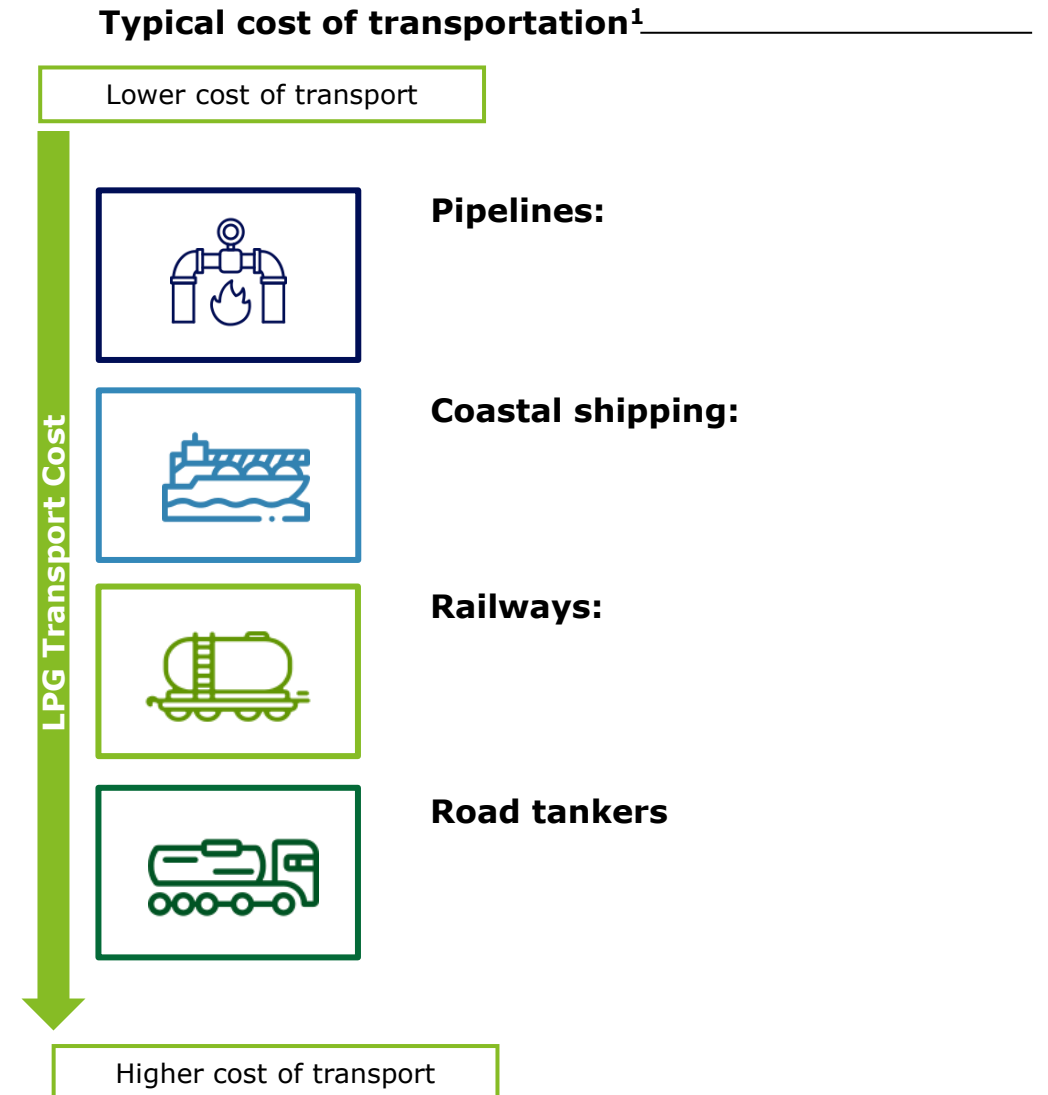 Typical cost of transportation¹
Lower cost of transport
LPG Transport Cost
Pipelines:
Coastal shipping:
Railways:
Road tankers
Higher cost of transport